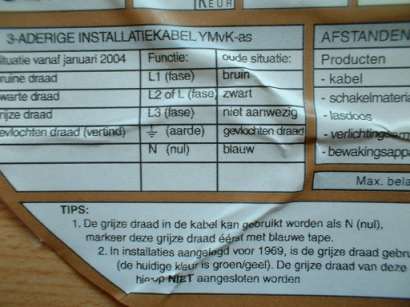 KEUR
3-ADERIGE INSTALLATIEKABEL YMvK-as
situatie vanaf januari 2004 Functie: oude situatie:
bruine draad L1 (fase) bruin
zwarte draad L2 of L (fase) zwart
grijze draad L3 (fase) niet aanwezig
gevlochten draad (vertind) ⏚ (aarde) gevlochten draad
N (nul) blauw
AFSTANDEN
Producten
- kabel
- schakelmateria
- lasdoos
- verlichtingsarm
- bewakingsappa
Max. bela
TIPS:
1. De grijze draad in de kabel kan gebruikt worden als N (nul),
markeer deze grijze draad eerst met blauwe tape.
2. In installaties aangelegd voor 1969, is de grijze draad gebru
(de huidige kleur is groen/geel). De grijze draad van deze
hierop NIET aangesloten worden